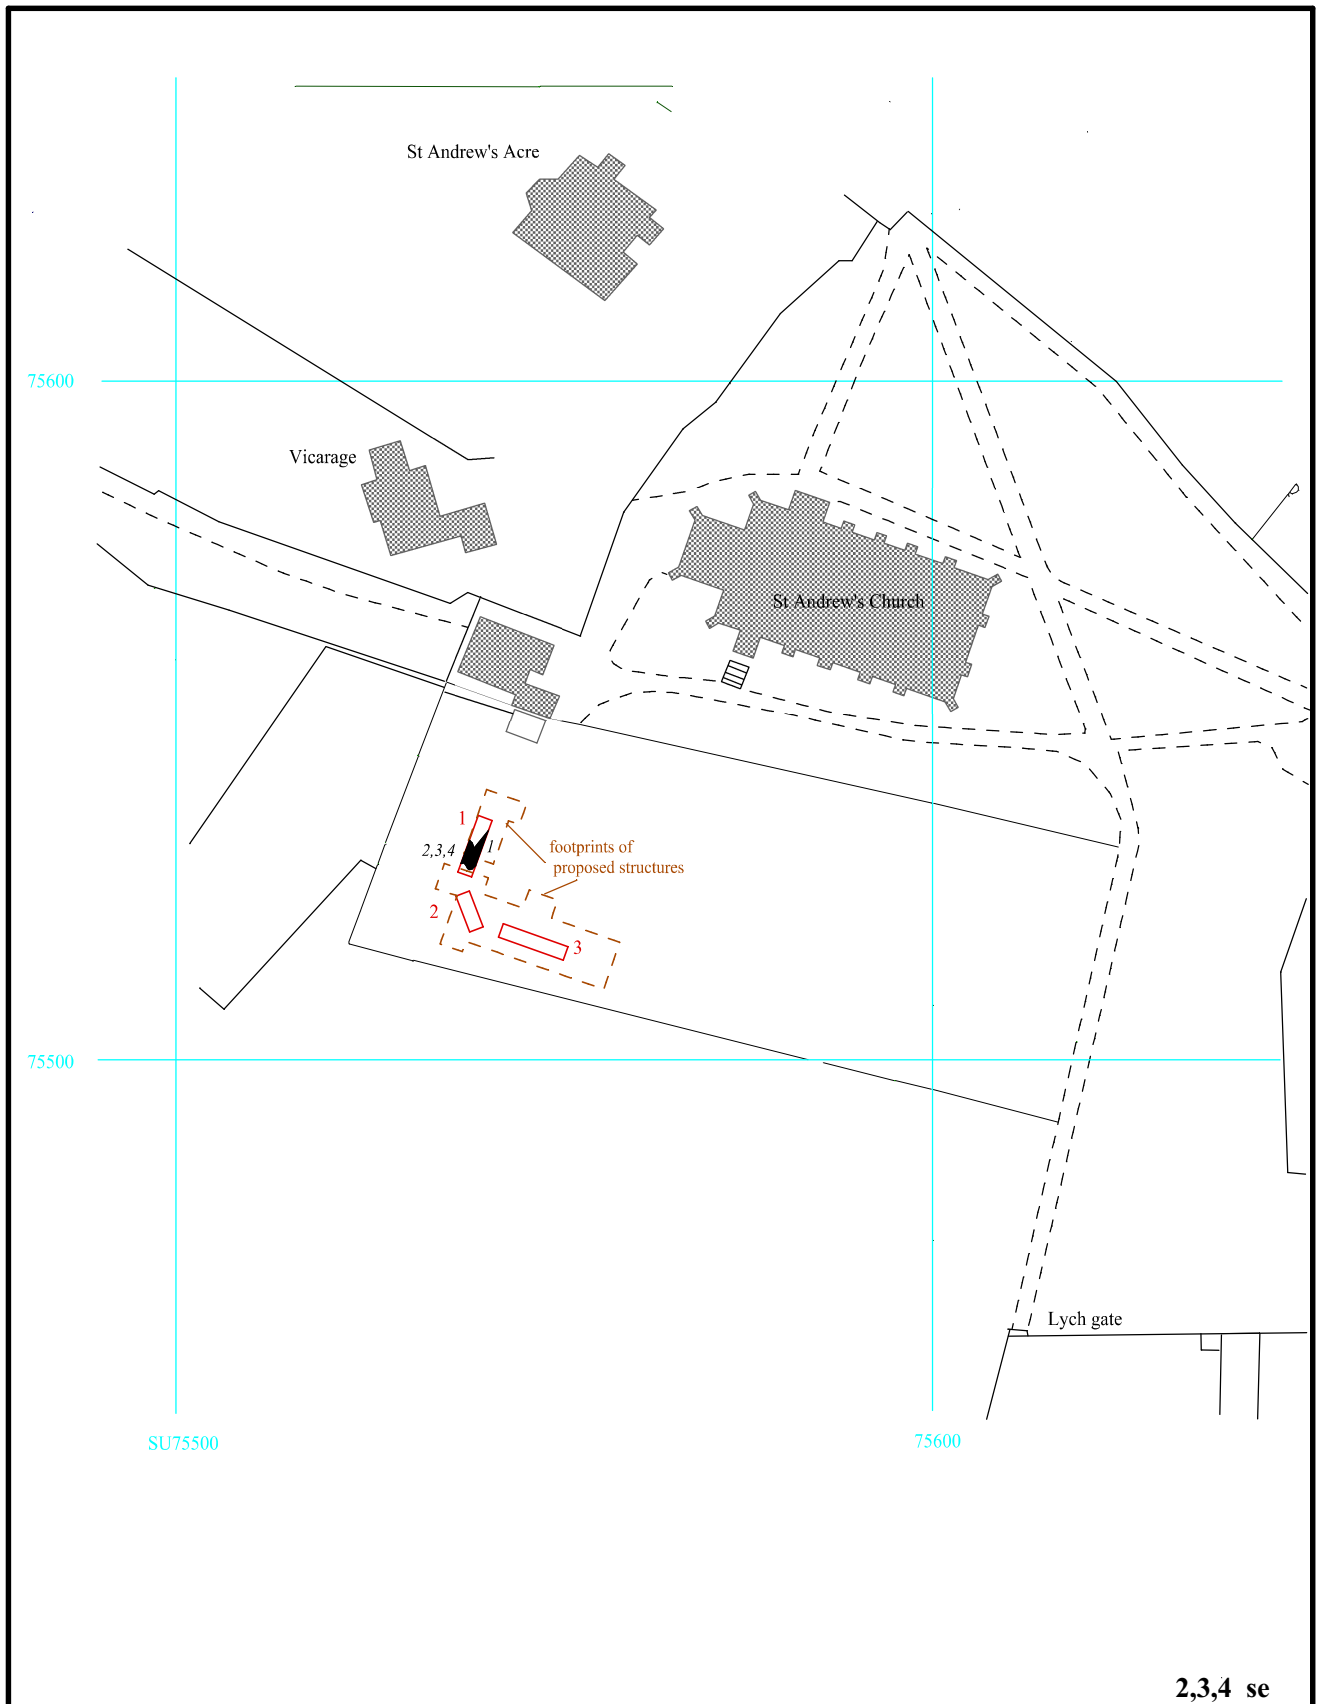 St Andrew's Acre
75600
Vicarage
St Andrew's Church
1
2,3,4
1
footprints of
proposed structures
2
3
75500
Lych gate
SU75500
75600
2,3,4 se